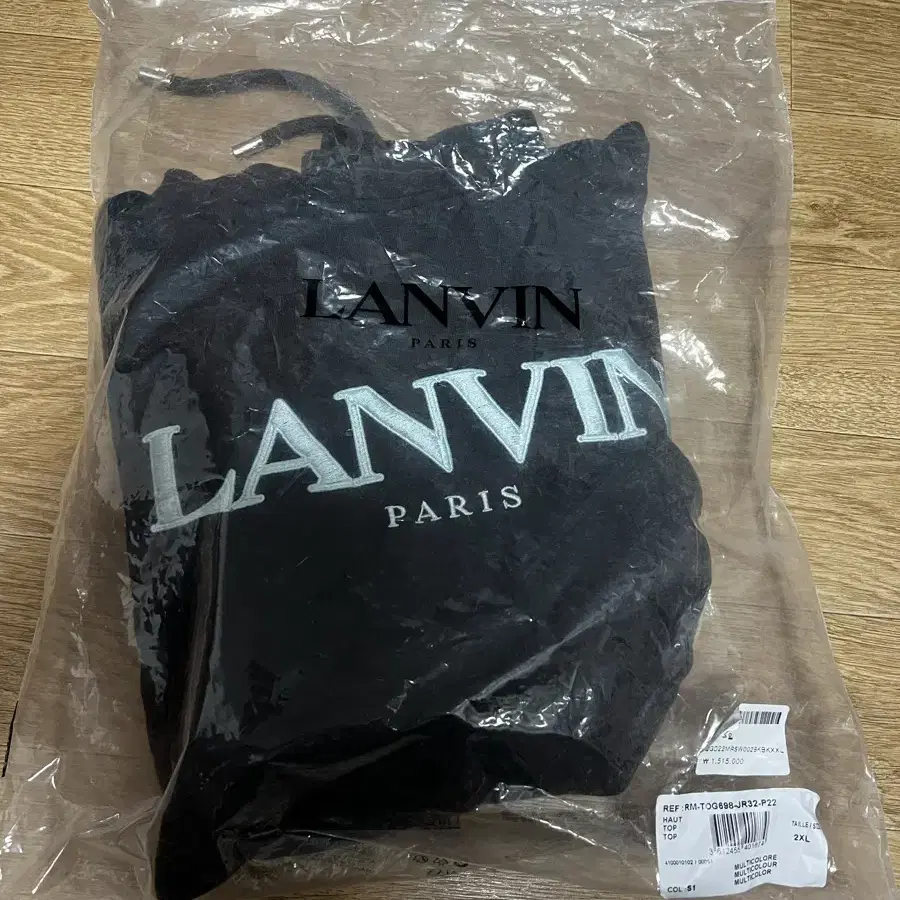 LANVIN
PARIS
LANVIN
PARIS
₩1,515,000
REF : RM-TOG698-JR32-P22
HAUT
TOP
TOP
TAILLE /
2XL
MULTICOLORE
MULTICOLOUR
MULTICOLOR
COL: 51